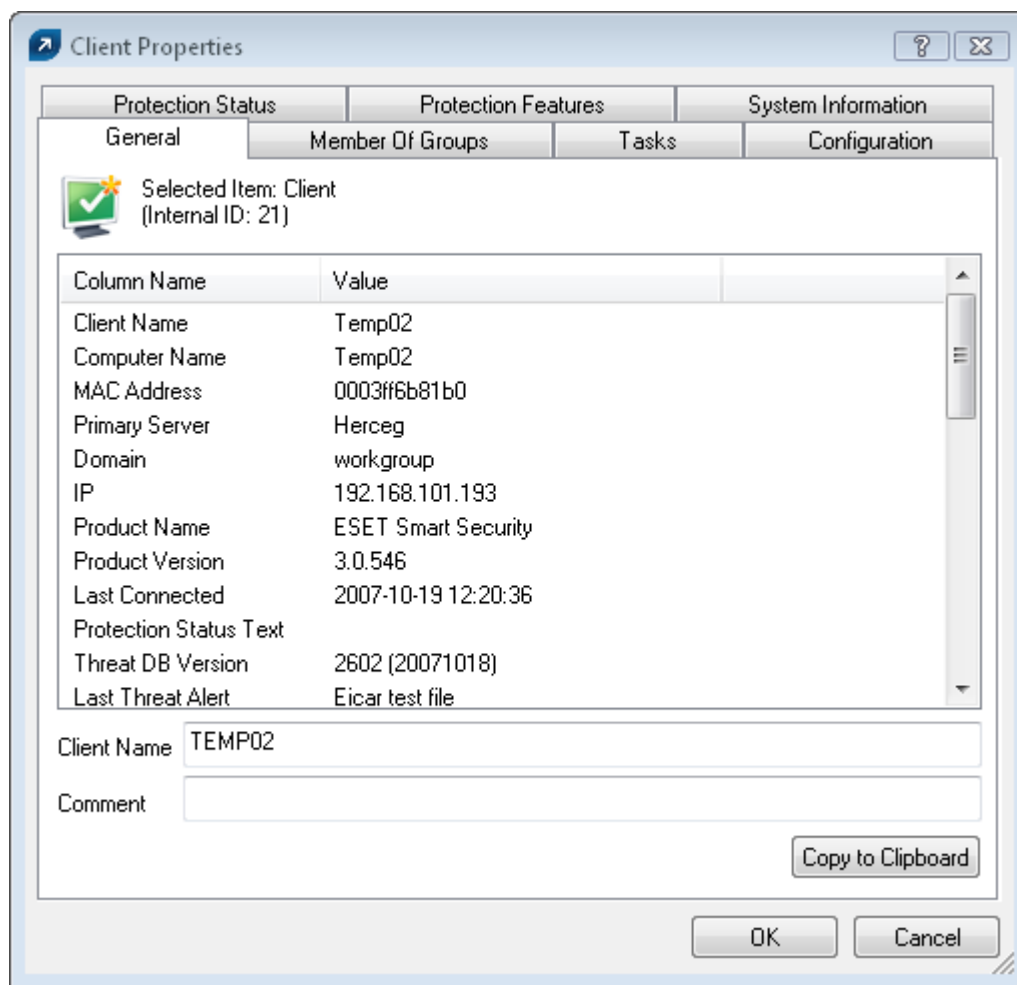 Client Properties
Protection Status Protection Features System Information
General Member Of Groups Tasks Configuration
Selected Item: Client
(Internal ID: 21)
Column Name Value
Client Name Temp02
Computer Name Temp02
MAC Address 0003ff6b81b0
Primary Server Herceg
Domain workgroup
IP 192.168.101.193
Product Name ESET Smart Security
Product Version 3.0.546
Last Connected 2007-10-19 12:20:36
Protection Status Text
Threat DB Version 2602 (20071018)
Last Threat Alert Eicar test file
Client Name TEMP02
Comment
Copy to Clipboard
OK Cancel